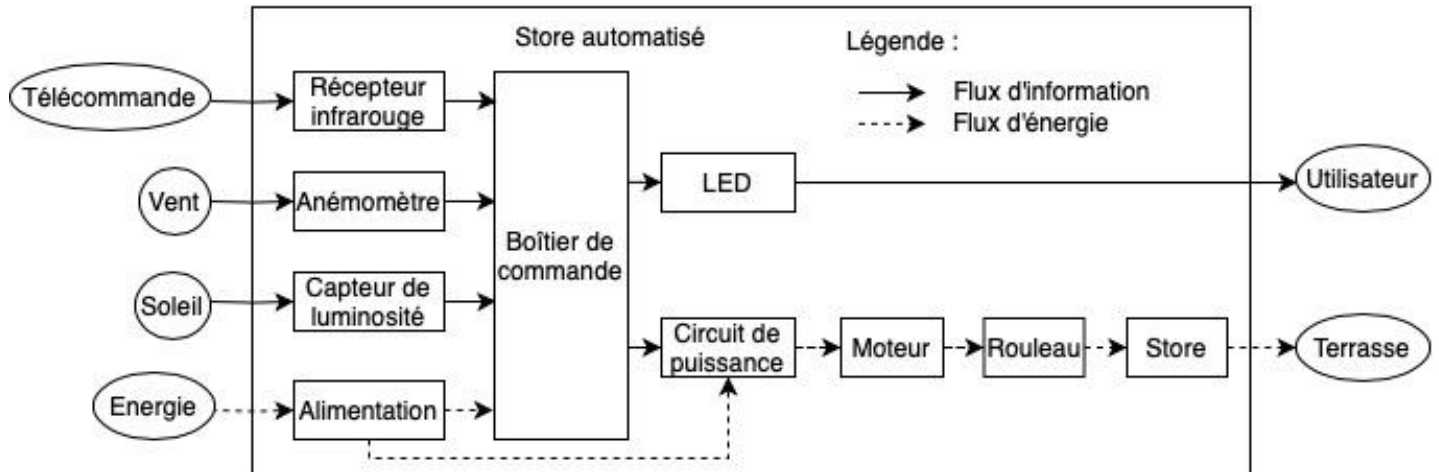 Store automatisé
Légende :
Flux d'information
Flux d'énergie
Télécommande
Récepteur
infrarouge
Vent
Anémomètre
Soleil
Capteur de
luminosité
Energie
Alimentation
Boîtier de
commande
LED
Utilisateur
Circuit de
puissance
Moteur
Rouleau
Store
Terrasse